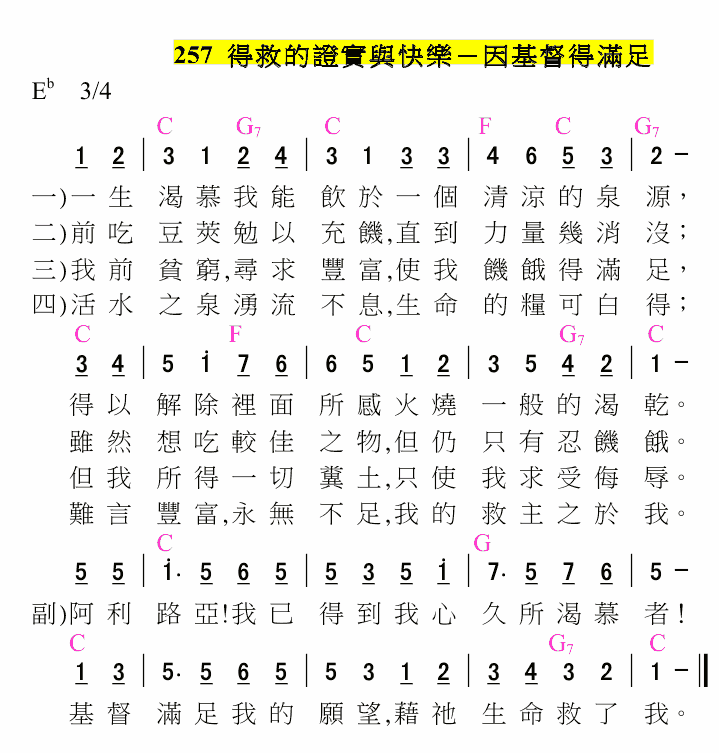 257 得救的證實與快樂－因基督得滿足
E♭ 3/4
C G7 C F C G7
1 2 | 3 1 2 4 | 3 1 3 3 | 4 6 5 3 | 2 －
一)一生 渴慕我能 飲於一個 清涼的泉 源，
二)前吃 豆莢勉以 充饑,直到 力量幾消 沒；
三)我前 貧窮,尋求 豐富,使我 饑餓得滿 足，
四)活水 之泉湧流 不息,生命 的糧可白 得；
C F C G7 C
3 4 | 5 i 7 6 | 6 5 1 2 | 3 5 4 2 | 1 －
得以 解除裡面 所感火燒 一般的渴 乾。
雖然 想吃較佳 之物,但仍 只有忍饑 餓。
但我 所得一切 糞土,只使 我求受侮 辱。
難言 豐富,永無 不足,我的 救主之於 我。
C G
5 5 | i· 5 6 5 | 5 3 5 i | 7· 5 7 6 | 5 －
副)阿利 路亞!我已 得到我心 久所渴慕 者!
C G7 C
1 3 | 5· 5 6 5 | 5 3 1 2 | 3 4 3 2 | 1 － ‖
基督 滿足我的 願望,藉祂 生命救了 我。